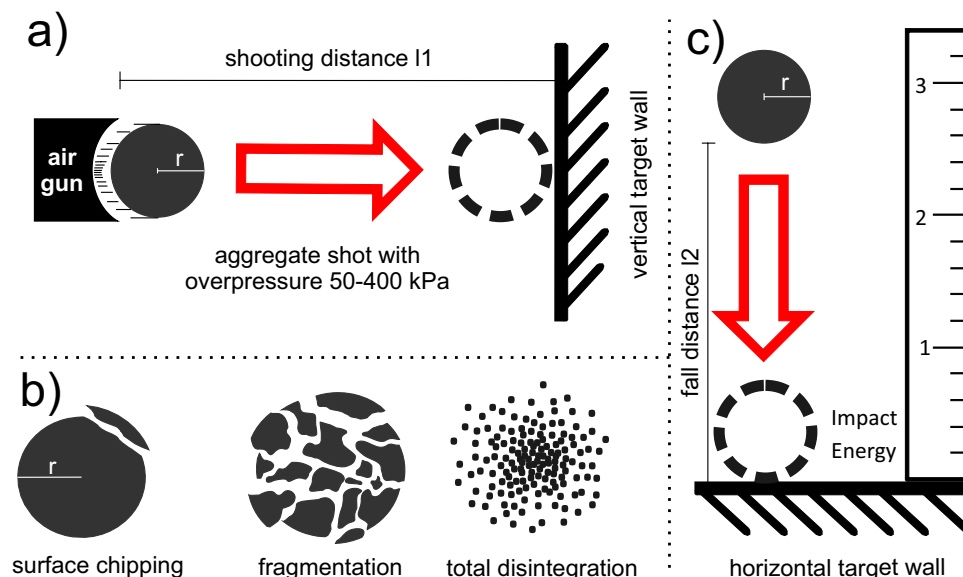 a)
shooting distance l1
air
gun
r
aggregate shot with
overpressure 50-400 kPa
vertical target wall
b)
r
surface chipping
fragmentation
total disintegration
c)
r
fall distance l2
3
2
1
Impact
Energy
horizontal target wall